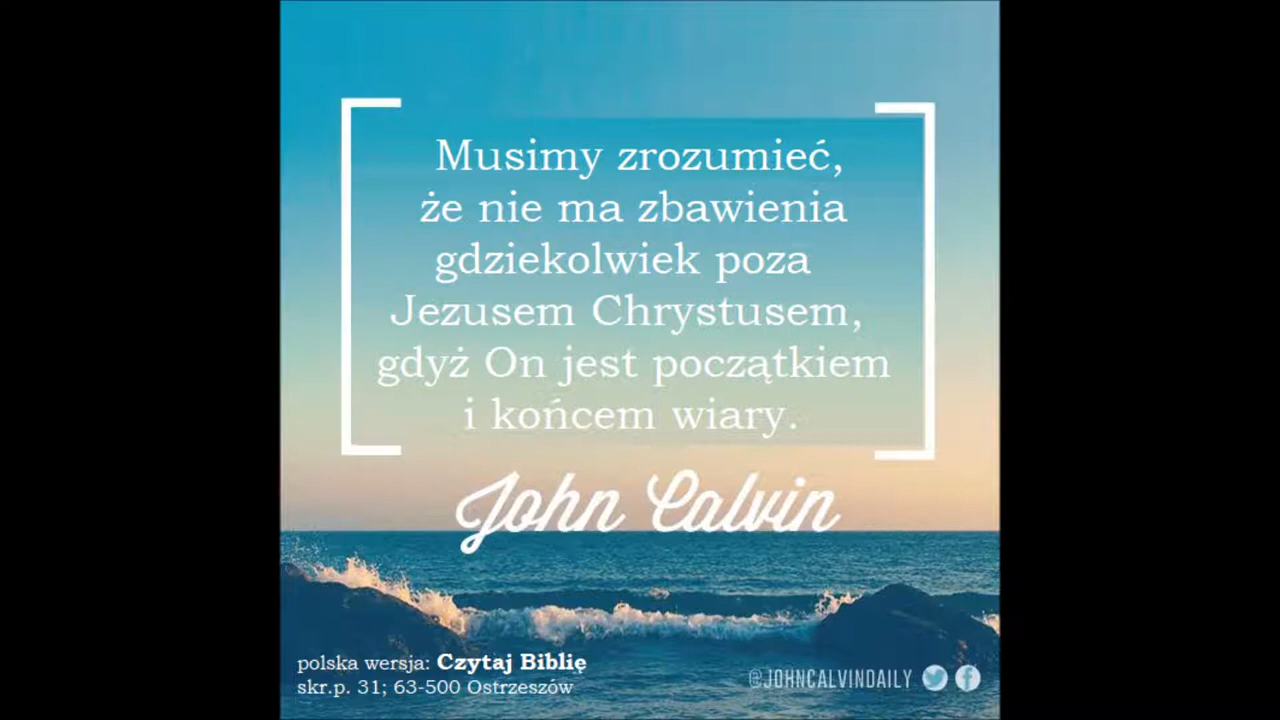 Musimy zrozumieć,
że nie ma zbawienia
gdziekolwiek poza
Jezusem Chrystusem,
gdyż On jest początkiem
i końcem wiary.
John Calvin
polska wersja: Czytaj Biblię
skr.p. 31; 63-500 Ostrzeszów
@JOHNCALVINDAILY